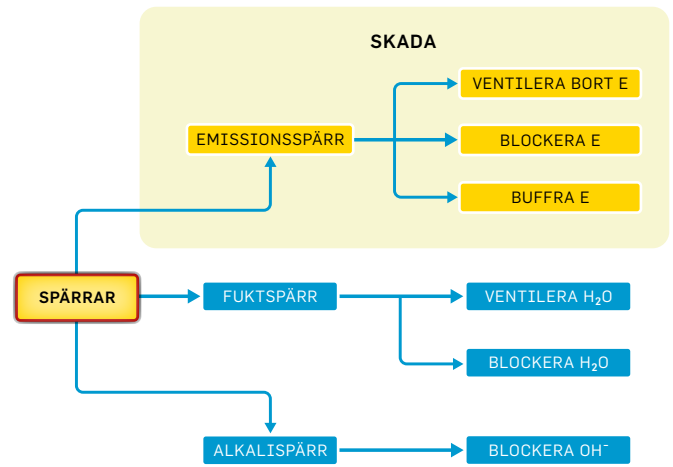 SKADA
VENTILERA BORT E
EMISSIONSSPÄRR
BLOCKERA E
BUFFRA E
SPÄRRAR
FUKTSPÄRR
VENTILERA H₂O
BLOCKERA H₂O
ALKALISPÄRR
BLOCKERA OH⁻